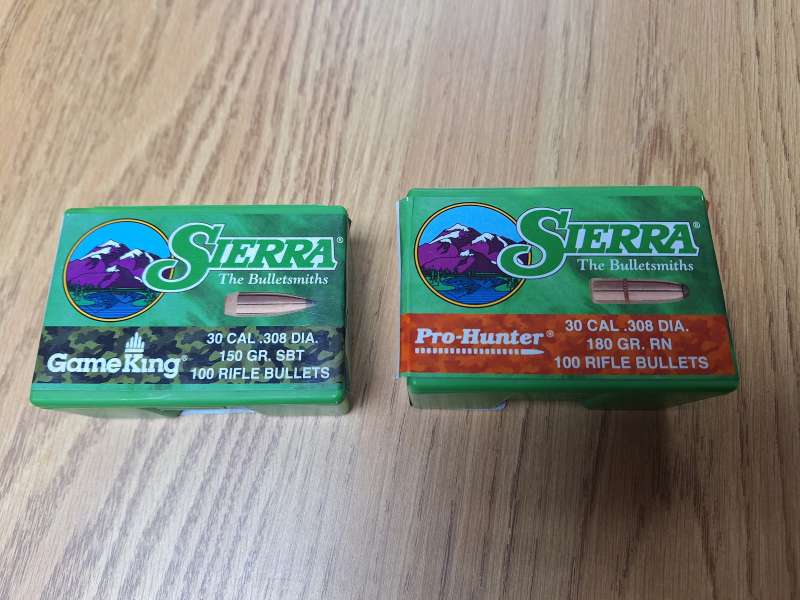 SIERRA®
The Bulletsmiths
GameKing®
30 CAL .308 DIA.
150 GR. SBT
100 RIFLE BULLETS
SIERRA®
The Bulletsmiths
Pro-Hunter®
30 CAL .308 DIA.
180 GR. RN
100 RIFLE BULLETS